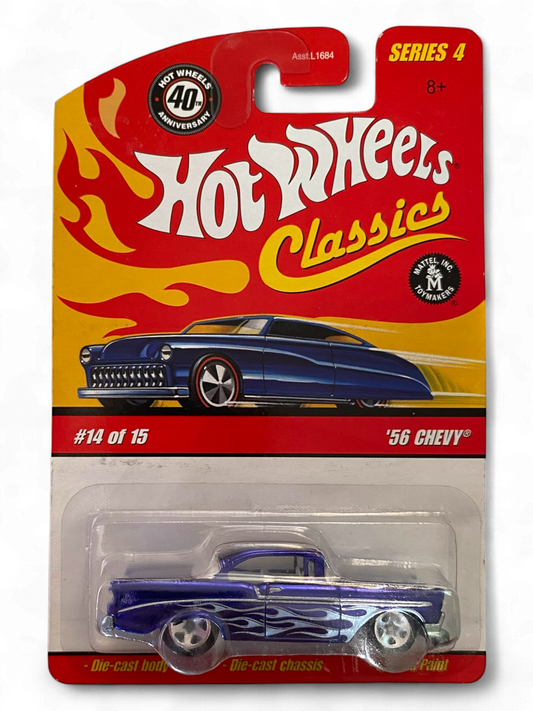 Asst.L1684
SERIES 4
8+
HOT WHEELS
40TH
ANNIVERSARY
Hot Wheels®
Classics
MATTEL, INC.
M
TOYMAKERS®
#14 of 15
'56 CHEVY®
- Die-cast body - Die-cast chassis Paint